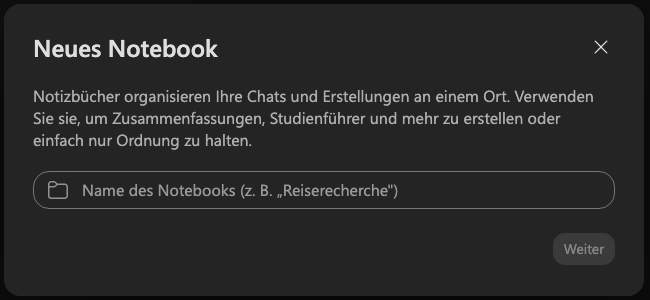 Neues Notebook
Notizbücher organisieren Ihre Chats und Erstellungen an einem Ort. Verwenden
Sie sie, um Zusammenfassungen, Studienführer und mehr zu erstellen oder
einfach nur Ordnung zu halten.
Name des Notebooks (z. B. „Reiserecherche")
Weiter